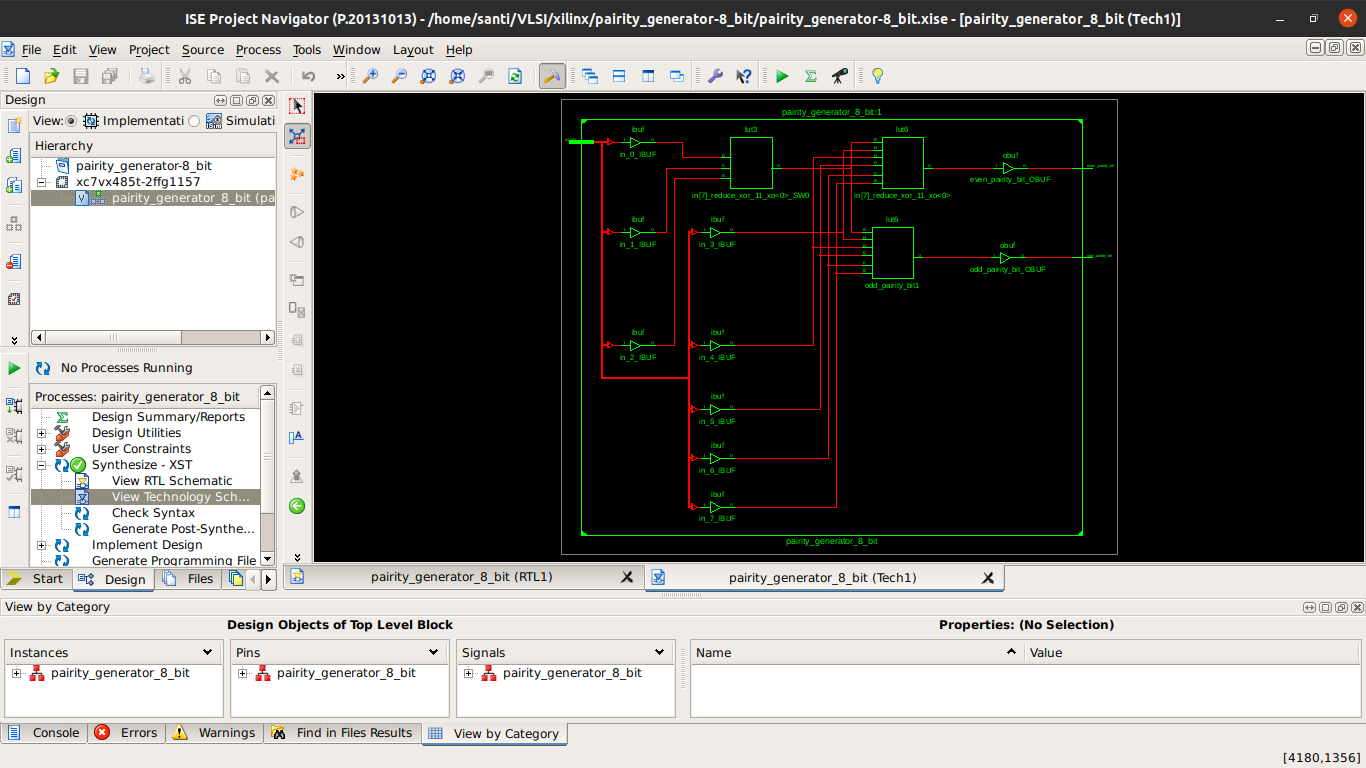 ISE Project Navigator (P.20131013) - /home/santi/VLSI/xilinx/pairity_generator-8_bit/pairity_generator-8_bit.xise - [pairity_generator_8_bit (Tech1)]
File Edit View Project Source Process Tools Window Layout Help
Design
View: Implementati Simulati
Hierarchy
pairity_generator-8_bit
xc7vx485t-2ffg1157
pairity_generator_8_bit (pa
No Processes Running
Processes: pairity_generator_8_bit
Design Summary/Reports
Design Utilities
User Constraints
Synthesize - XST
View RTL Schematic
View Technology Sch...
Check Syntax
Generate Post-Synthe...
Implement Design
Generate Programming File
Start Design Files
pairity_generator_8_bit:1
ibuf lut3 lut6
in_0_IBUF
obuf
in[7]_reduce_xor_11_xo<0>_SW0 in[7]_reduce_xor_11_xo<0>
even_pairity_bit_OBUF
ibuf ibuf lut6
in_1_IBUF in_3_IBUF
obuf
odd_pairity_bit_OBUF
odd_pairity_bit1
ibuf ibuf
in_2_IBUF in_4_IBUF
ibuf
in_5_IBUF
ibuf
in_6_IBUF
ibuf
in_7_IBUF
pairity_generator_8_bit
pairity_generator_8_bit (RTL1) pairity_generator_8_bit (Tech1)
View by Category
Design Objects of Top Level Block Properties: (No Selection)
Instances Pins Signals Name Value
pairity_generator_8_bit pairity_generator_8_bit pairity_generator_8_bit
Console Errors Warnings Find in Files Results View by Category
[4180,1356]